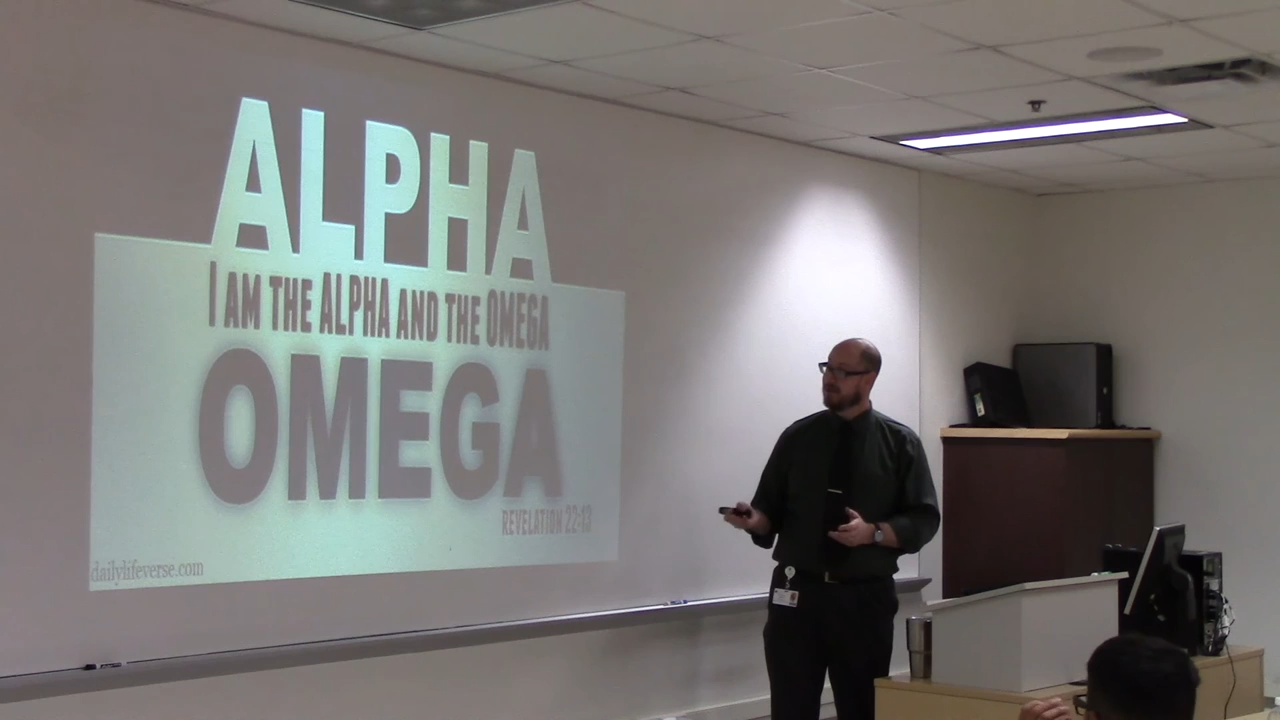 ALPHA
I AM THE ALPHA AND THE OMEGA
OMEGA
REVELATION 22:13
dailylifeverse.com